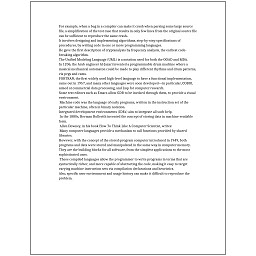 For example, when a bug in a compiler can make it crash when parsing some large source
file, a simplification of the test case that results in only few lines from the original source file
can be sufficient to reproduce the same crash.
It involves designing and implementing algorithms, step-by-step specifications of
procedures, by writing code in one or more programming languages.
He gave the first description of cryptanalysis by frequency analysis, the earliest code-
breaking algorithm.
The Unified Modeling Language (UML) is a notation used for both the OOAD and MDA.
In 1206, the Arab engineer Al-Jazari invented a programmable drum machine where a
musical mechanical automaton could be made to play different rhythms and drum patterns,
via pegs and cams.
FORTRAN, the first widely used high-level language to have a functional implementation,
came out in 1957, and many other languages were soon developed—in particular, COBOL
aimed at commercial data processing, and Lisp for computer research.
Some text editors such as Emacs allow GDB to be invoked through them, to provide a visual
environment.
Machine code was the language of early programs, written in the instruction set of the
particular machine, often in binary notation.
Integrated development environments (IDEs) aim to integrate all such help.
In the 1880s, Herman Hollerith invented the concept of storing data in machine-readable
form.
Allen Downey, in his book How To Think Like A Computer Scientist, writes:
Many computer languages provide a mechanism to call functions provided by shared
libraries.
However, with the concept of the stored-program computer introduced in 1949, both
programs and data were stored and manipulated in the same way in computer memory.
They are the building blocks for all software, from the simplest applications to the most
sophisticated ones.
These compiled languages allow the programmer to write programs in terms that are
syntactically richer, and more capable of abstracting the code, making it easy to target
varying machine instruction sets via compilation declarations and heuristics.
Also, specific user environment and usage history can make it difficult to reproduce the
problem.